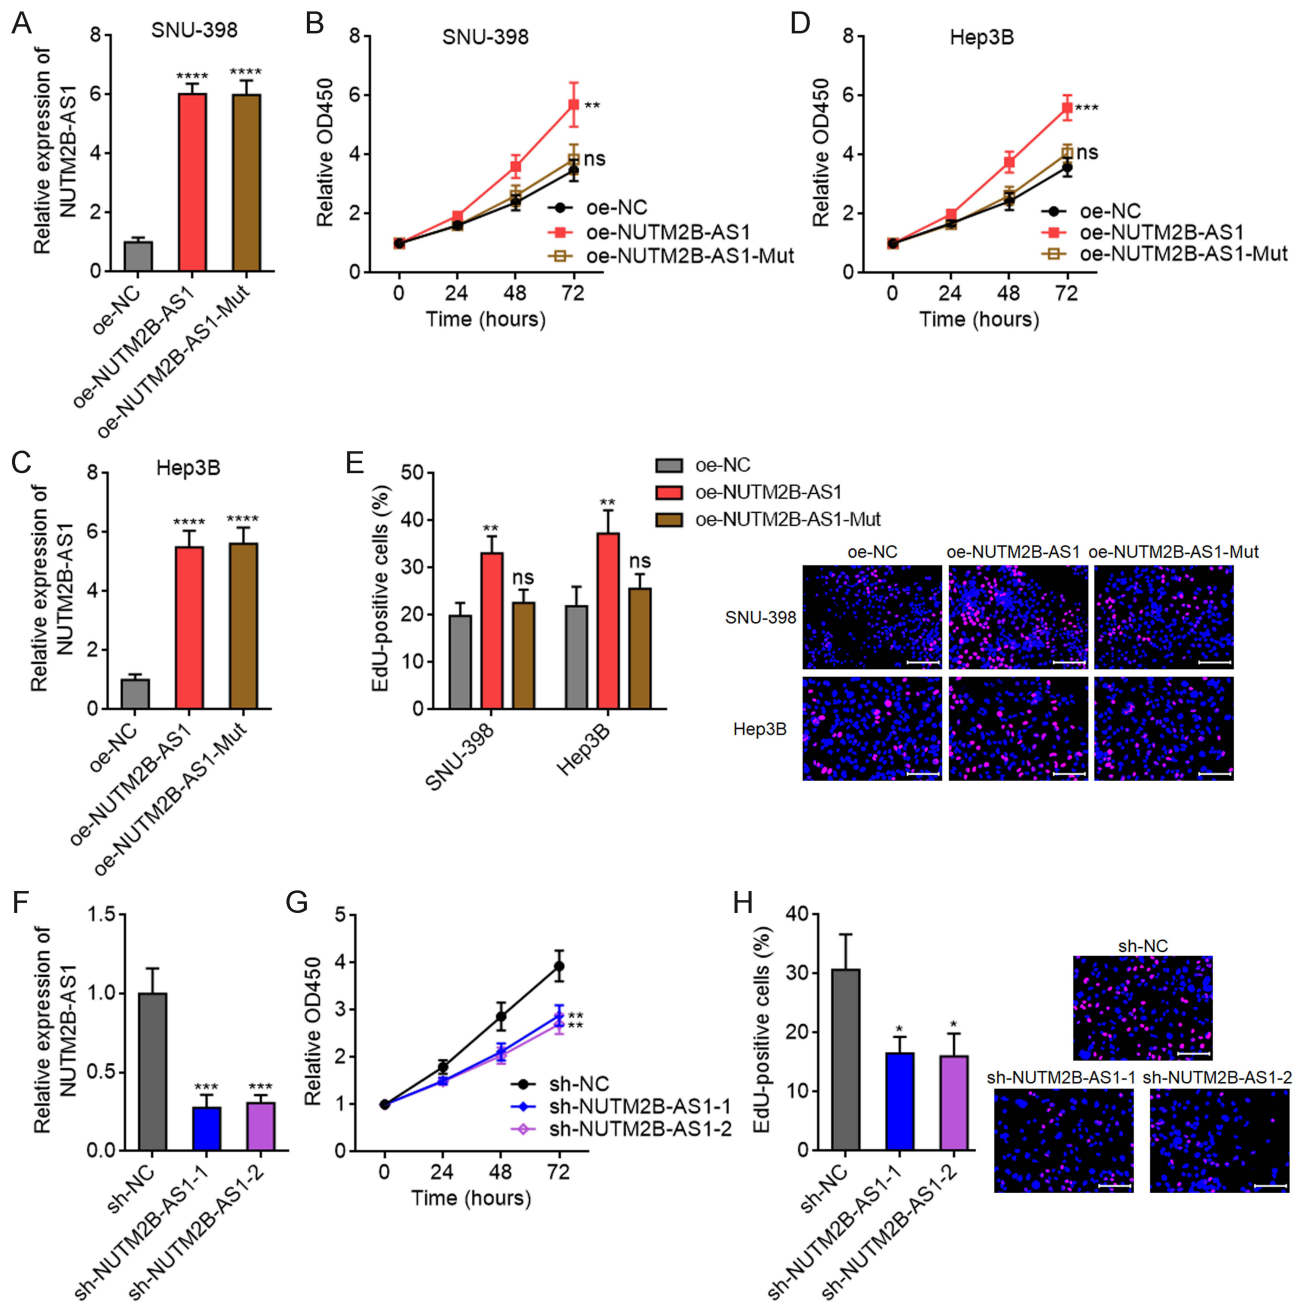 A
SNU-398
Relative expression of
NUTM2B-AS1
8
6
4
2
0
****
****
oe-NC
oe-NUTM2B-AS1
oe-NUTM2B-AS1-Mut
B
SNU-398
Relative OD450
8
6
4
2
0
**
ns
oe-NC
oe-NUTM2B-AS1
oe-NUTM2B-AS1-Mut
0 24 48 72
Time (hours)
D
Hep3B
Relative OD450
8
6
4
2
0
***
ns
oe-NC
oe-NUTM2B-AS1
oe-NUTM2B-AS1-Mut
0 24 48 72
Time (hours)
C
Hep3B
Relative expression of
NUTM2B-AS1
8
6
4
2
0
****
****
oe-NC
oe-NUTM2B-AS1
oe-NUTM2B-AS1-Mut
E
EdU-positive cells (%)
50
40
30
20
10
0
**
ns
**
ns
SNU-398
Hep3B
oe-NC
oe-NUTM2B-AS1
oe-NUTM2B-AS1-Mut
oe-NC oe-NUTM2B-AS1 oe-NUTM2B-AS1-Mut
SNU-398
Hep3B
F
Relative expression of
NUTM2B-AS1
1.5
1.0
0.5
0.0
***
***
sh-NC
sh-NUTM2B-AS1-1
sh-NUTM2B-AS1-2
G
Relative OD450
5
4
3
2
1
0
**
**
sh-NC
sh-NUTM2B-AS1-1
sh-NUTM2B-AS1-2
0 24 48 72
Time (hours)
H
EdU-positive cells (%)
40
30
20
10
0
*
*
sh-NC
sh-NUTM2B-AS1-1
sh-NUTM2B-AS1-2
sh-NC
sh-NUTM2B-AS1-1 sh-NUTM2B-AS1-2